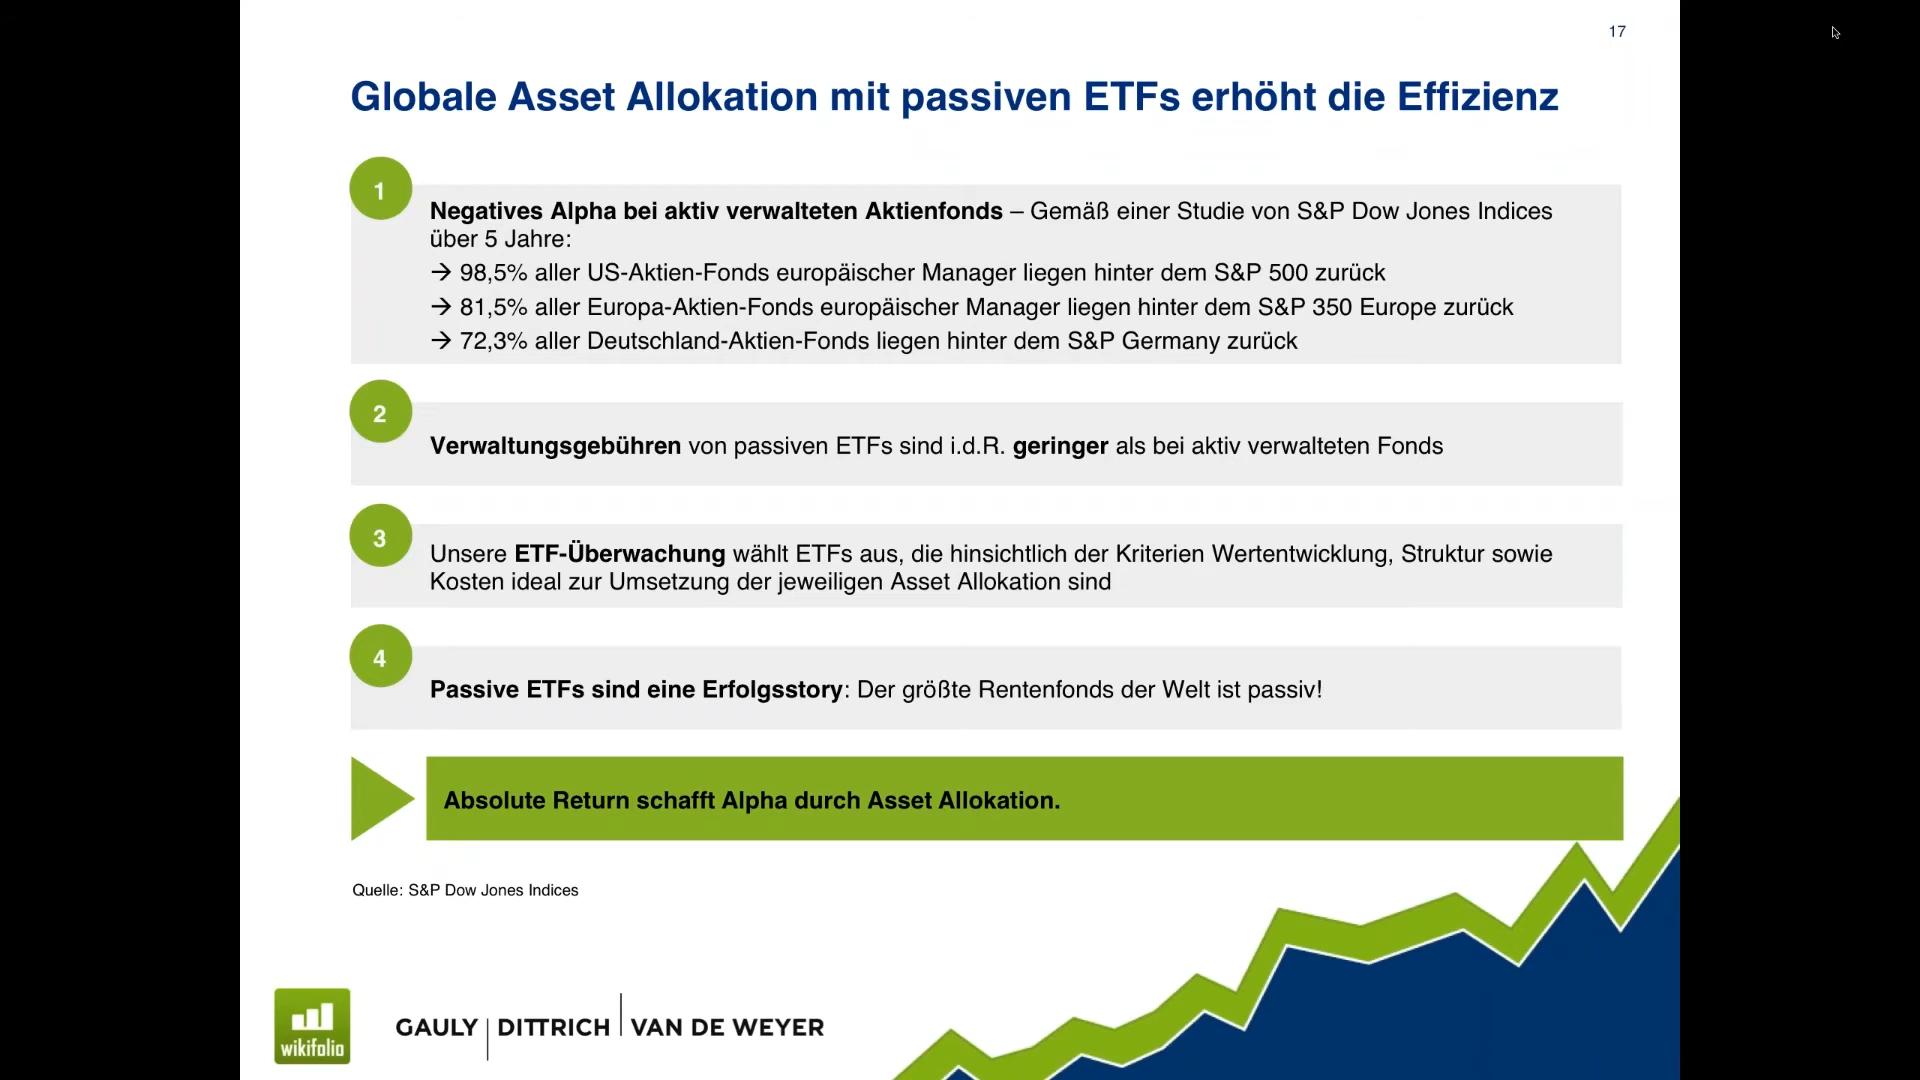 17
Globale Asset Allokation mit passiven ETFs erhöht die Effizienz
1
Negatives Alpha bei aktiv verwalteten Aktienfonds – Gemäß einer Studie von S&P Dow Jones Indices
über 5 Jahre:
→ 98,5% aller US-Aktien-Fonds europäischer Manager liegen hinter dem S&P 500 zurück
→ 81,5% aller Europa-Aktien-Fonds europäischer Manager liegen hinter dem S&P 350 Europe zurück
→ 72,3% aller Deutschland-Aktien-Fonds liegen hinter dem S&P Germany zurück
2
Verwaltungsgebühren von passiven ETFs sind i.d.R. geringer als bei aktiv verwalteten Fonds
3
Unsere ETF-Überwachung wählt ETFs aus, die hinsichtlich der Kriterien Wertentwicklung, Struktur sowie
Kosten ideal zur Umsetzung der jeweiligen Asset Allokation sind
4
Passive ETFs sind eine Erfolgsstory: Der größte Rentenfonds der Welt ist passiv!
Absolute Return schafft Alpha durch Asset Allokation.
Quelle: S&P Dow Jones Indices
wikifolio
GAULY | DITTRICH | VAN DE WEYER